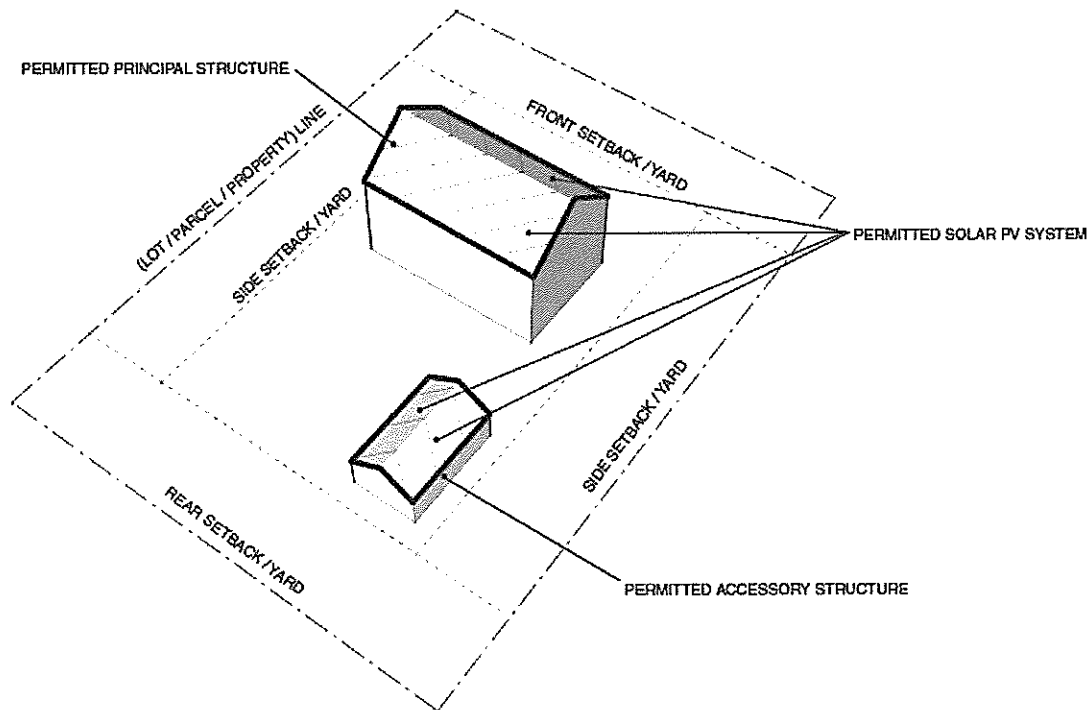 PERMITTED PRINCIPAL STRUCTURE
FRONT SETBACK / YARD
(LOT / PARCEL / PROPERTY) LINE
SIDE SETBACK / YARD
PERMITTED SOLAR PV SYSTEM
SIDE SETBACK / YARD
REAR SETBACK / YARD
PERMITTED ACCESSORY STRUCTURE